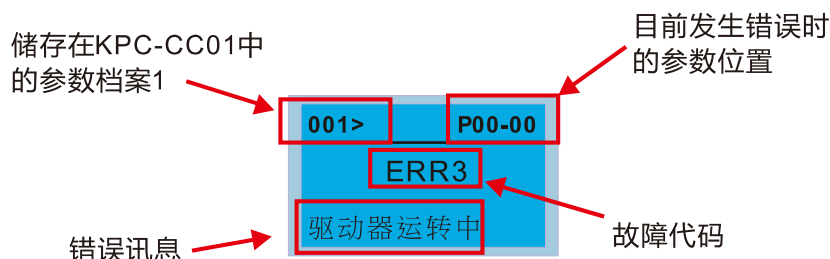 储存在KPC-CC01中
的参数档案1
目前发生错误时
的参数位置
001>
P00-00
ERR3
驱动器运转中
错误讯息
故障代码